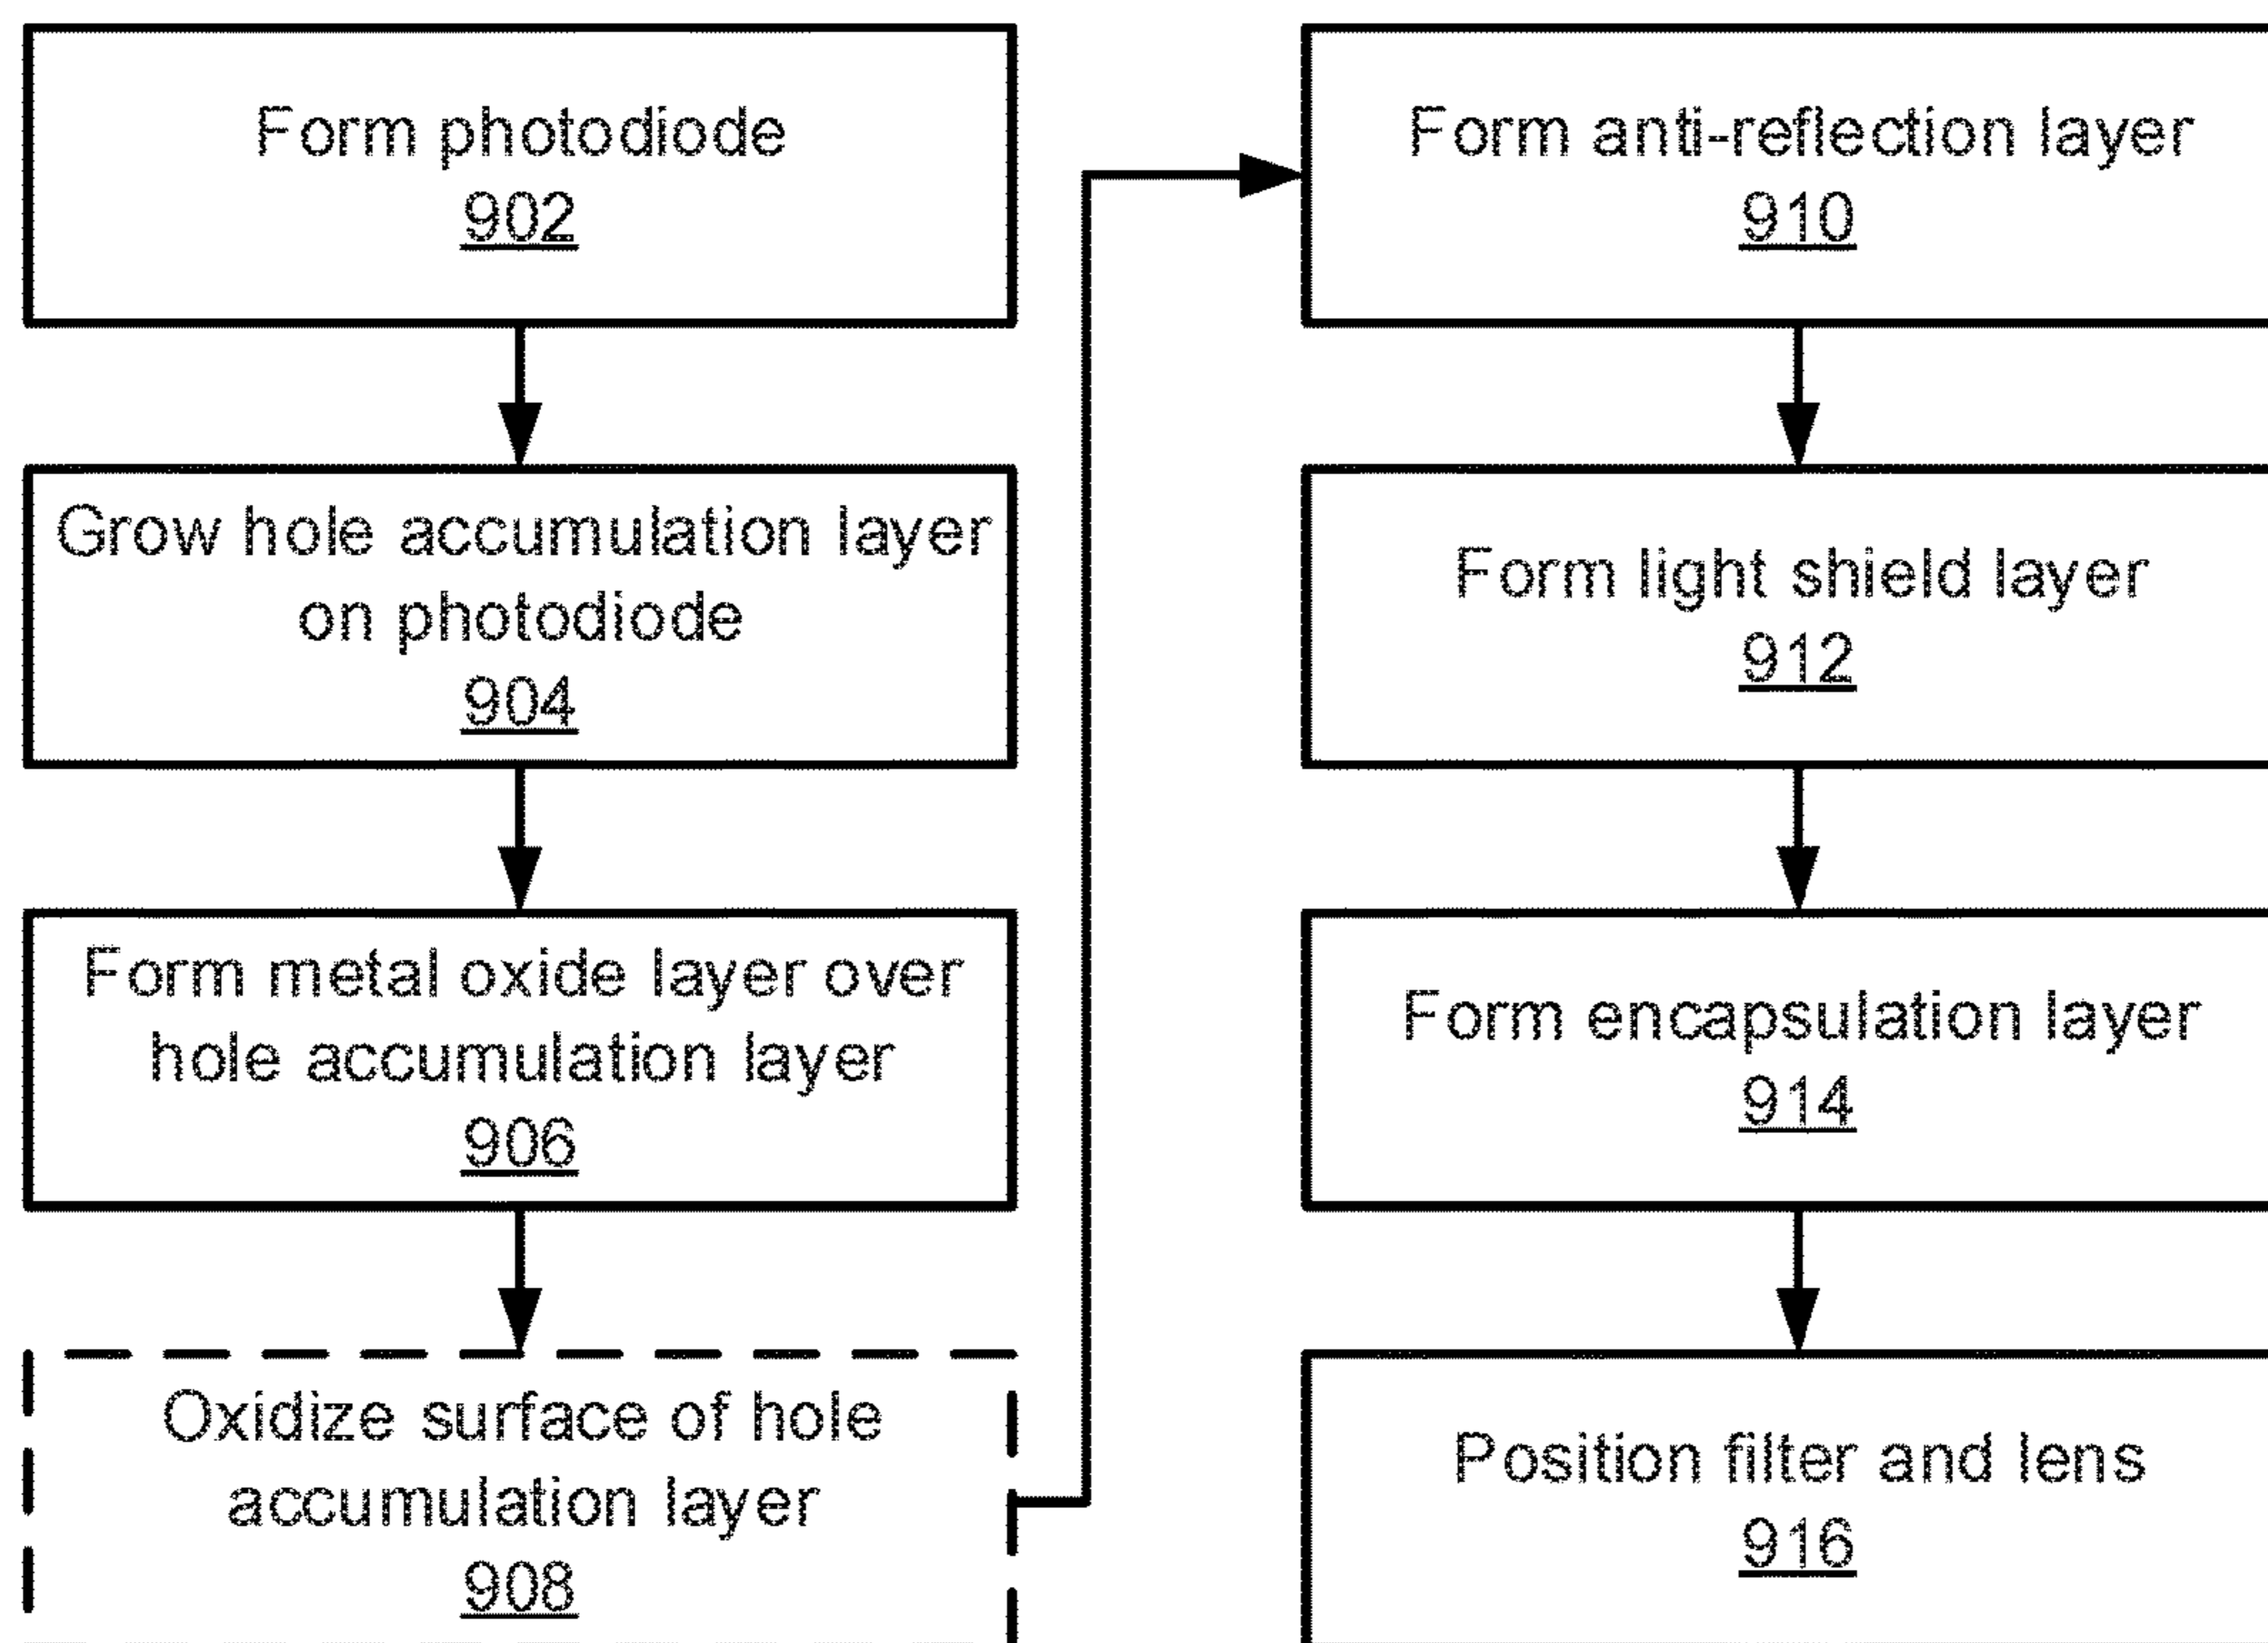 Form photodiode
902
Grow hole accumulation layer
on photodiode
904
Form metal oxide layer over
hole accumulation layer
906
Oxidize surface of hole
accumulation layer
908
Form anti-reflection layer
910
Form light shield layer
912
Form encapsulation layer
914
Position filter and lens
916